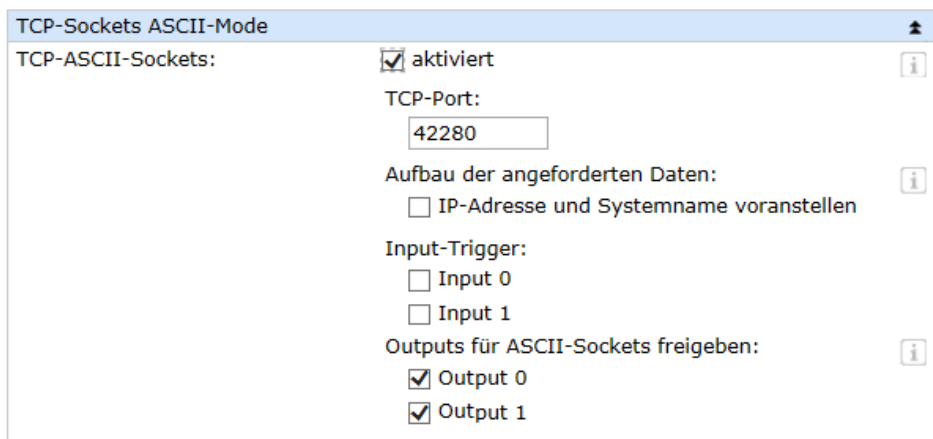 TCP-Sockets ASCII-Mode
TCP-ASCII-Sockets: aktiviert
TCP-Port:
42280
Aufbau der angeforderten Daten:
IP-Adresse und Systemname voranstellen
Input-Trigger:
Input 0
Input 1
Outputs für ASCII-Sockets freigeben:
Output 0
Output 1